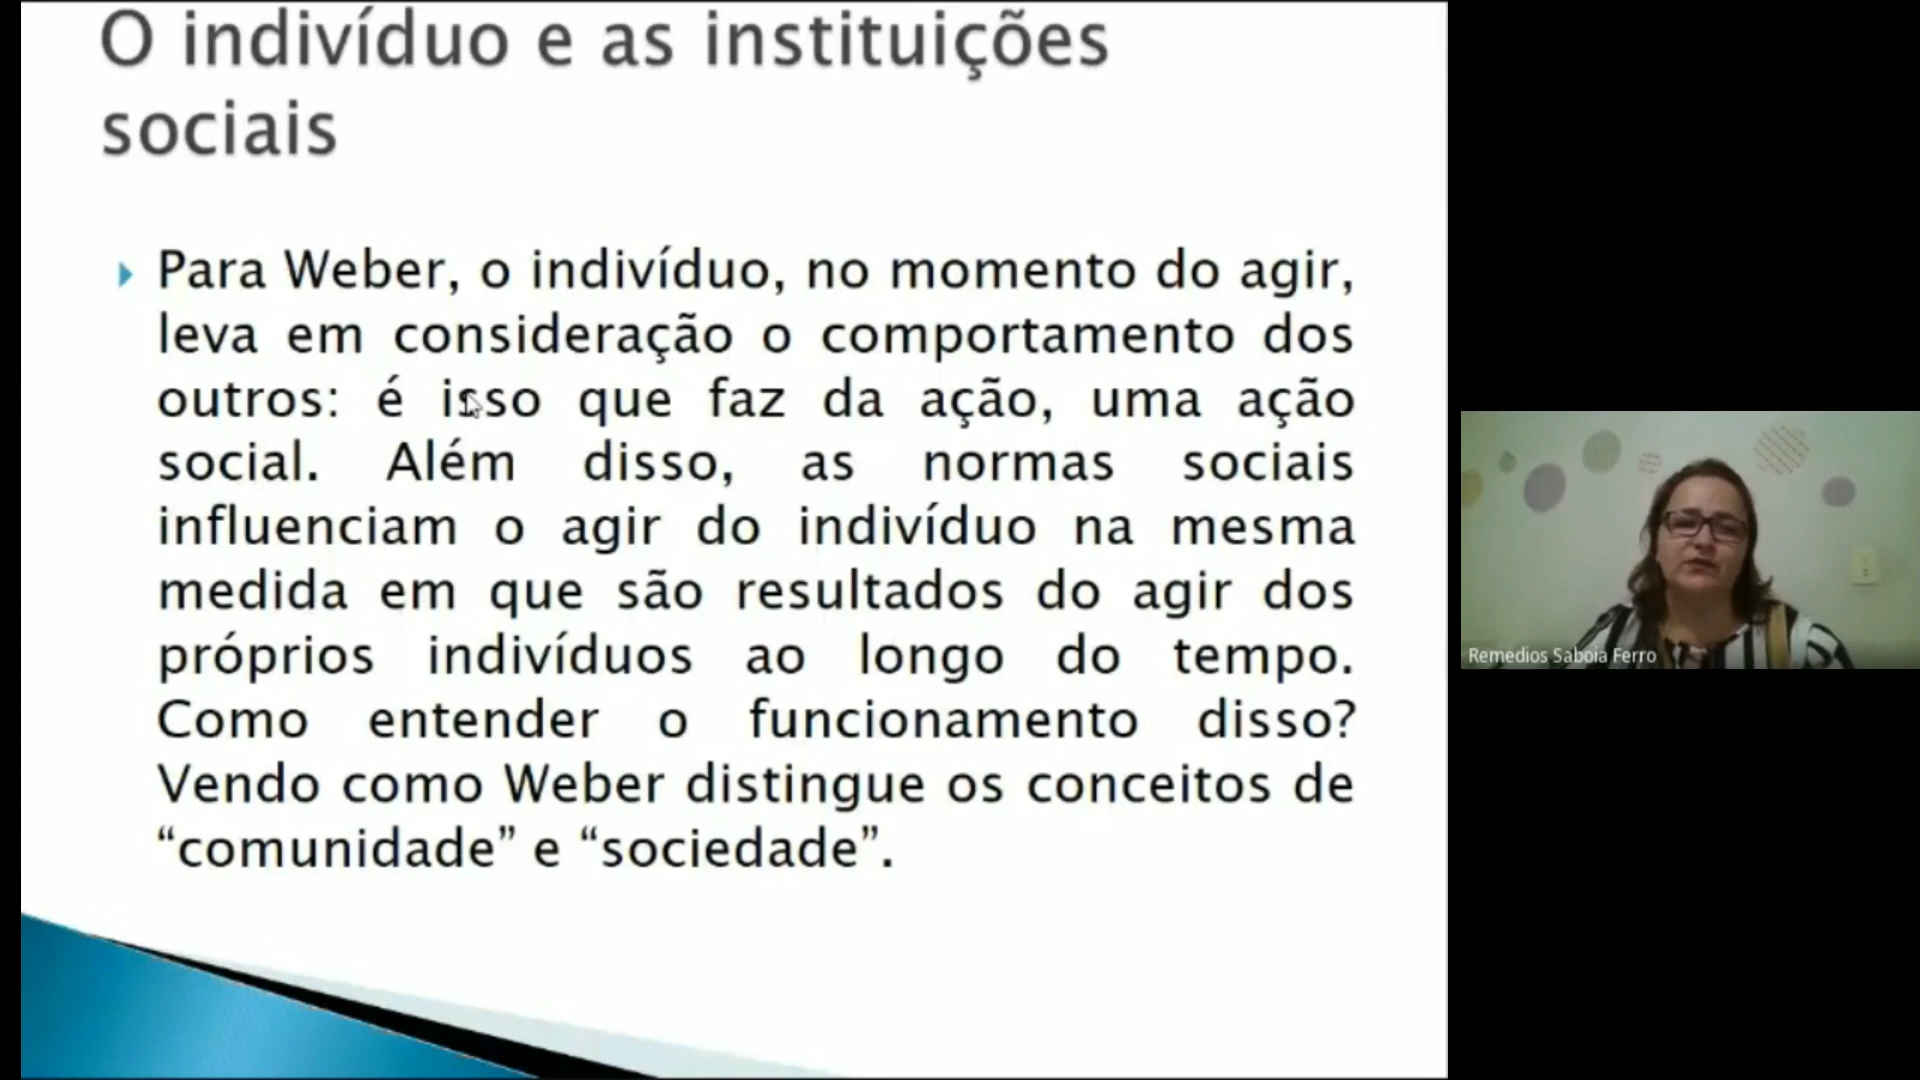 O indivíduo e as instituições
sociais
Para Weber, o indivíduo, no momento do agir,
leva em consideração o comportamento dos
outros: é isso que faz da ação, uma ação
social. Além disso, as normas sociais
influenciam o agir do indivíduo na mesma
medida em que são resultados do agir dos
próprios indivíduos ao longo do tempo.
Como entender o funcionamento disso?
Vendo como Weber distingue os conceitos de
“comunidade” e “sociedade”.
Remedios Saboia Ferro